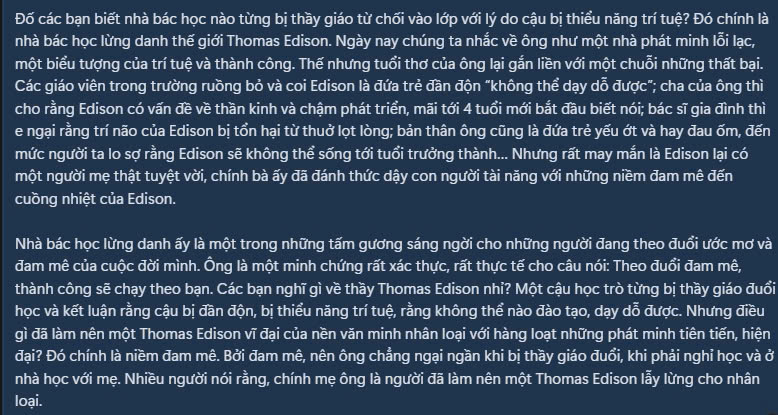 Đố các bạn biết nhà bác học nào từng bị thầy giáo từ chối vào lớp với lý do cậu bị thiểu năng trí tuệ? Đó chính là
nhà bác học lừng danh thế giới Thomas Edison. Ngày nay chúng ta nhắc về ông như một nhà phát minh lỗi lạc,
một biểu tượng của trí tuệ và thành công. Thế nhưng tuổi thơ của ông lại gắn liền với một chuỗi những thất bại.
Các giáo viên trong trường ruồng bỏ và coi Edison là đứa trẻ đần độn “không thể dạy dỗ được”; cha của ông thì
cho rằng Edison có vấn đề về thần kinh và chậm phát triển, mãi tới 4 tuổi mới bắt đầu biết nói; bác sĩ gia đình thì
e ngại rằng trí não của Edison bị tổn hại từ thuở lọt lòng; bản thân ông cũng là đứa trẻ yếu ớt và hay đau ốm, đến
mức người ta lo sợ rằng Edison sẽ không thể sống tới tuổi trưởng thành... Nhưng rất may mắn là Edison lại có
một người mẹ thật tuyệt vời, chính bà ấy đã đánh thức dậy con người tài năng với những niềm đam mê đến
cuồng nhiệt của Edison.
Nhà bác học lừng danh ấy là một trong những tấm gương sáng ngời cho những người đang theo đuổi ước mơ và
đam mê của cuộc đời mình. Ông là một minh chứng rất xác thực, rất thực tế cho câu nói: Theo đuổi đam mê,
thành công sẽ chạy theo bạn. Các bạn nghĩ gì về thầy Thomas Edison nhỉ? Một cậu học trò từng bị thầy giáo đuổi
học và kết luận rằng cậu bị đần độn, bị thiểu năng trí tuệ, rằng không thể nào đào tạo, dạy dỗ được. Nhưng điều
gì đã làm nên một Thomas Edison vĩ đại của nền văn minh nhân loại với hàng loạt những phát minh tiên tiến, hiện
đại? Đó chính là niềm đam mê. Bởi đam mê, nên ông chẳng ngại ngần khi bị thầy giáo đuổi, khi phải nghỉ học và ở
nhà học với mẹ. Nhiều người nói rằng, chính mẹ ông là người đã làm nên một Thomas Edison lẫy lừng cho nhân
loại.